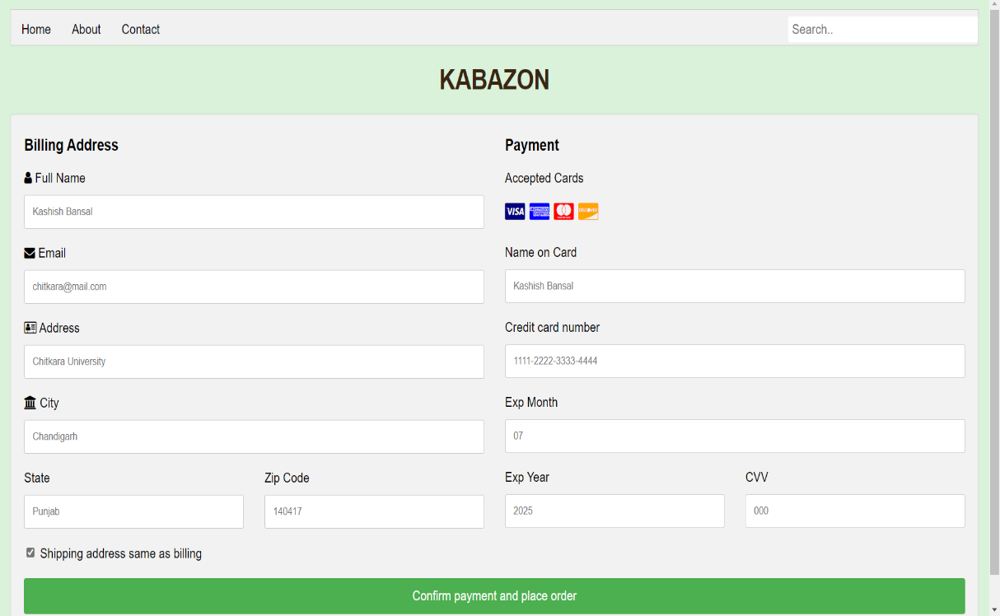 Home About Contact Search..
KABAZON
Billing Address
Full Name
Kashish Bansal
Email
chitkara@mail.com
Address
Chitkara University
City
Chandigarh
State Zip Code
Punjab 140417
Shipping address same as billing
Payment
Accepted Cards
VISA DISCOVER
Name on Card
Kashish Bansal
Credit card number
1111-2222-3333-4444
Exp Month
07
Exp Year CVV
2025 000
Confirm payment and place order